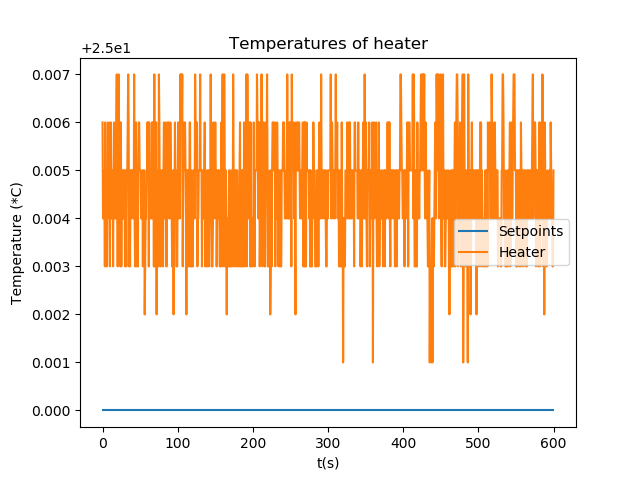 Temperatures of heater
+2.5e1
0.007
0.006
0.005
0.004
0.003
0.002
0.001
0.000
Temperature (*C)
Setpoints
Heater
0 100 200 300 400 500 600
t(s)